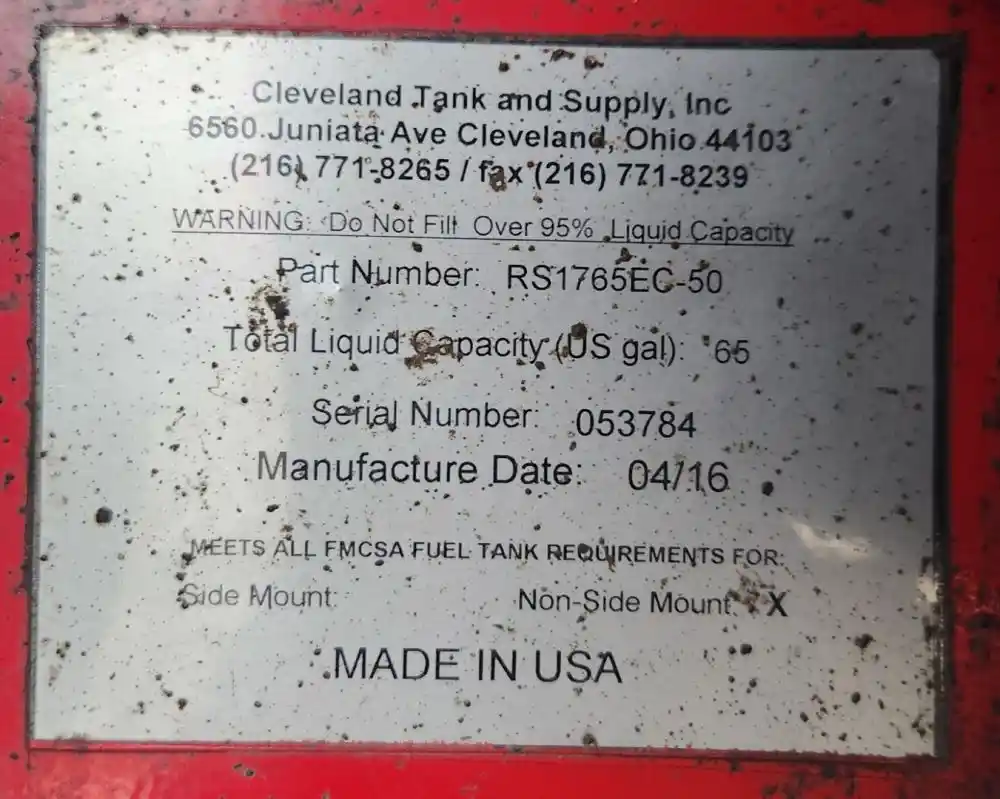 Cleveland Tank and Supply, Inc
6560 Juniata Ave Cleveland, Ohio 44103
(216) 771-8265 / fax (216) 771-8239
WARNING: Do Not Fill Over 95% Liquid Capacity
Part Number: RS1765EC-50
Total Liquid Capacity (US gal): 65
Serial Number: 053784
Manufacture Date: 04/16
MEETS ALL FMCSA FUEL TANK REQUIREMENTS FOR:
Side Mount: Non-Side Mount: X
MADE IN USA